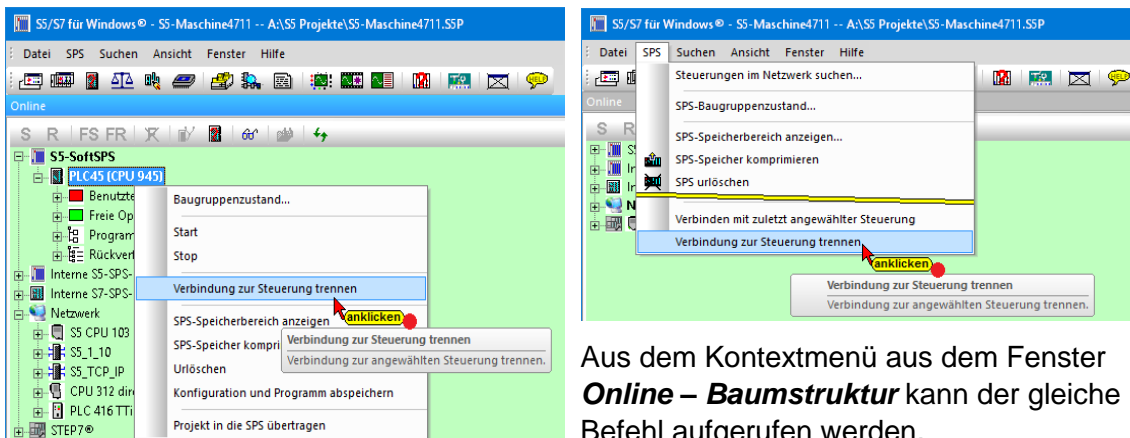 S5/S7 für Windows® - S5-Maschine4711 -- A:\S5 Projekte\S5-Maschine4711.S5P
Datei SPS Suchen Ansicht Fenster Hilfe
HELP
Online
S R FS FR
S5-SoftSPS
PLC45 (CPU 945)
Benutzte
Freie Op
Program
Rückver
Interne S5-SPS-
Interne S7-SPS-
Netzwerk
S5 CPU 103
S5_1_10
S5_TCP_IP
CPU 312 dir
PLC 416 TTi
STEP7®
Baugruppenzustand...
Start
Stop
Verbindung zur Steuerung trennen
anklicken
SPS-Speicherbereich anzeigen
SPS-Speicher kompri
Urlöschen
Konfiguration und Programm abspeichern
Projekt in die SPS übertragen
Verbindung zur Steuerung trennen
Verbindung zur angewählten Steuerung trennen.
S5/S7 für Windows® - S5-Maschine4711 -- A:\S5 Projekte\S5-Maschine4711.S5P
Datei SPS Suchen Ansicht Fenster Hilfe
HELP
Online
S R
Steuerungen im Netzwerk suchen...
SPS-Baugruppenzustand...
SPS-Speicherbereich anzeigen...
SPS-Speicher komprimieren
SPS urlöschen
Verbinden mit zuletzt angewählter Steuerung
Verbindung zur Steuerung trennen
anklicken
Verbindung zur Steuerung trennen
Verbindung zur angewählten Steuerung trennen.
Aus dem Kontextmenü aus dem Fenster
Online – Baumstruktur kann der gleiche
Befehl aufgerufen werden.